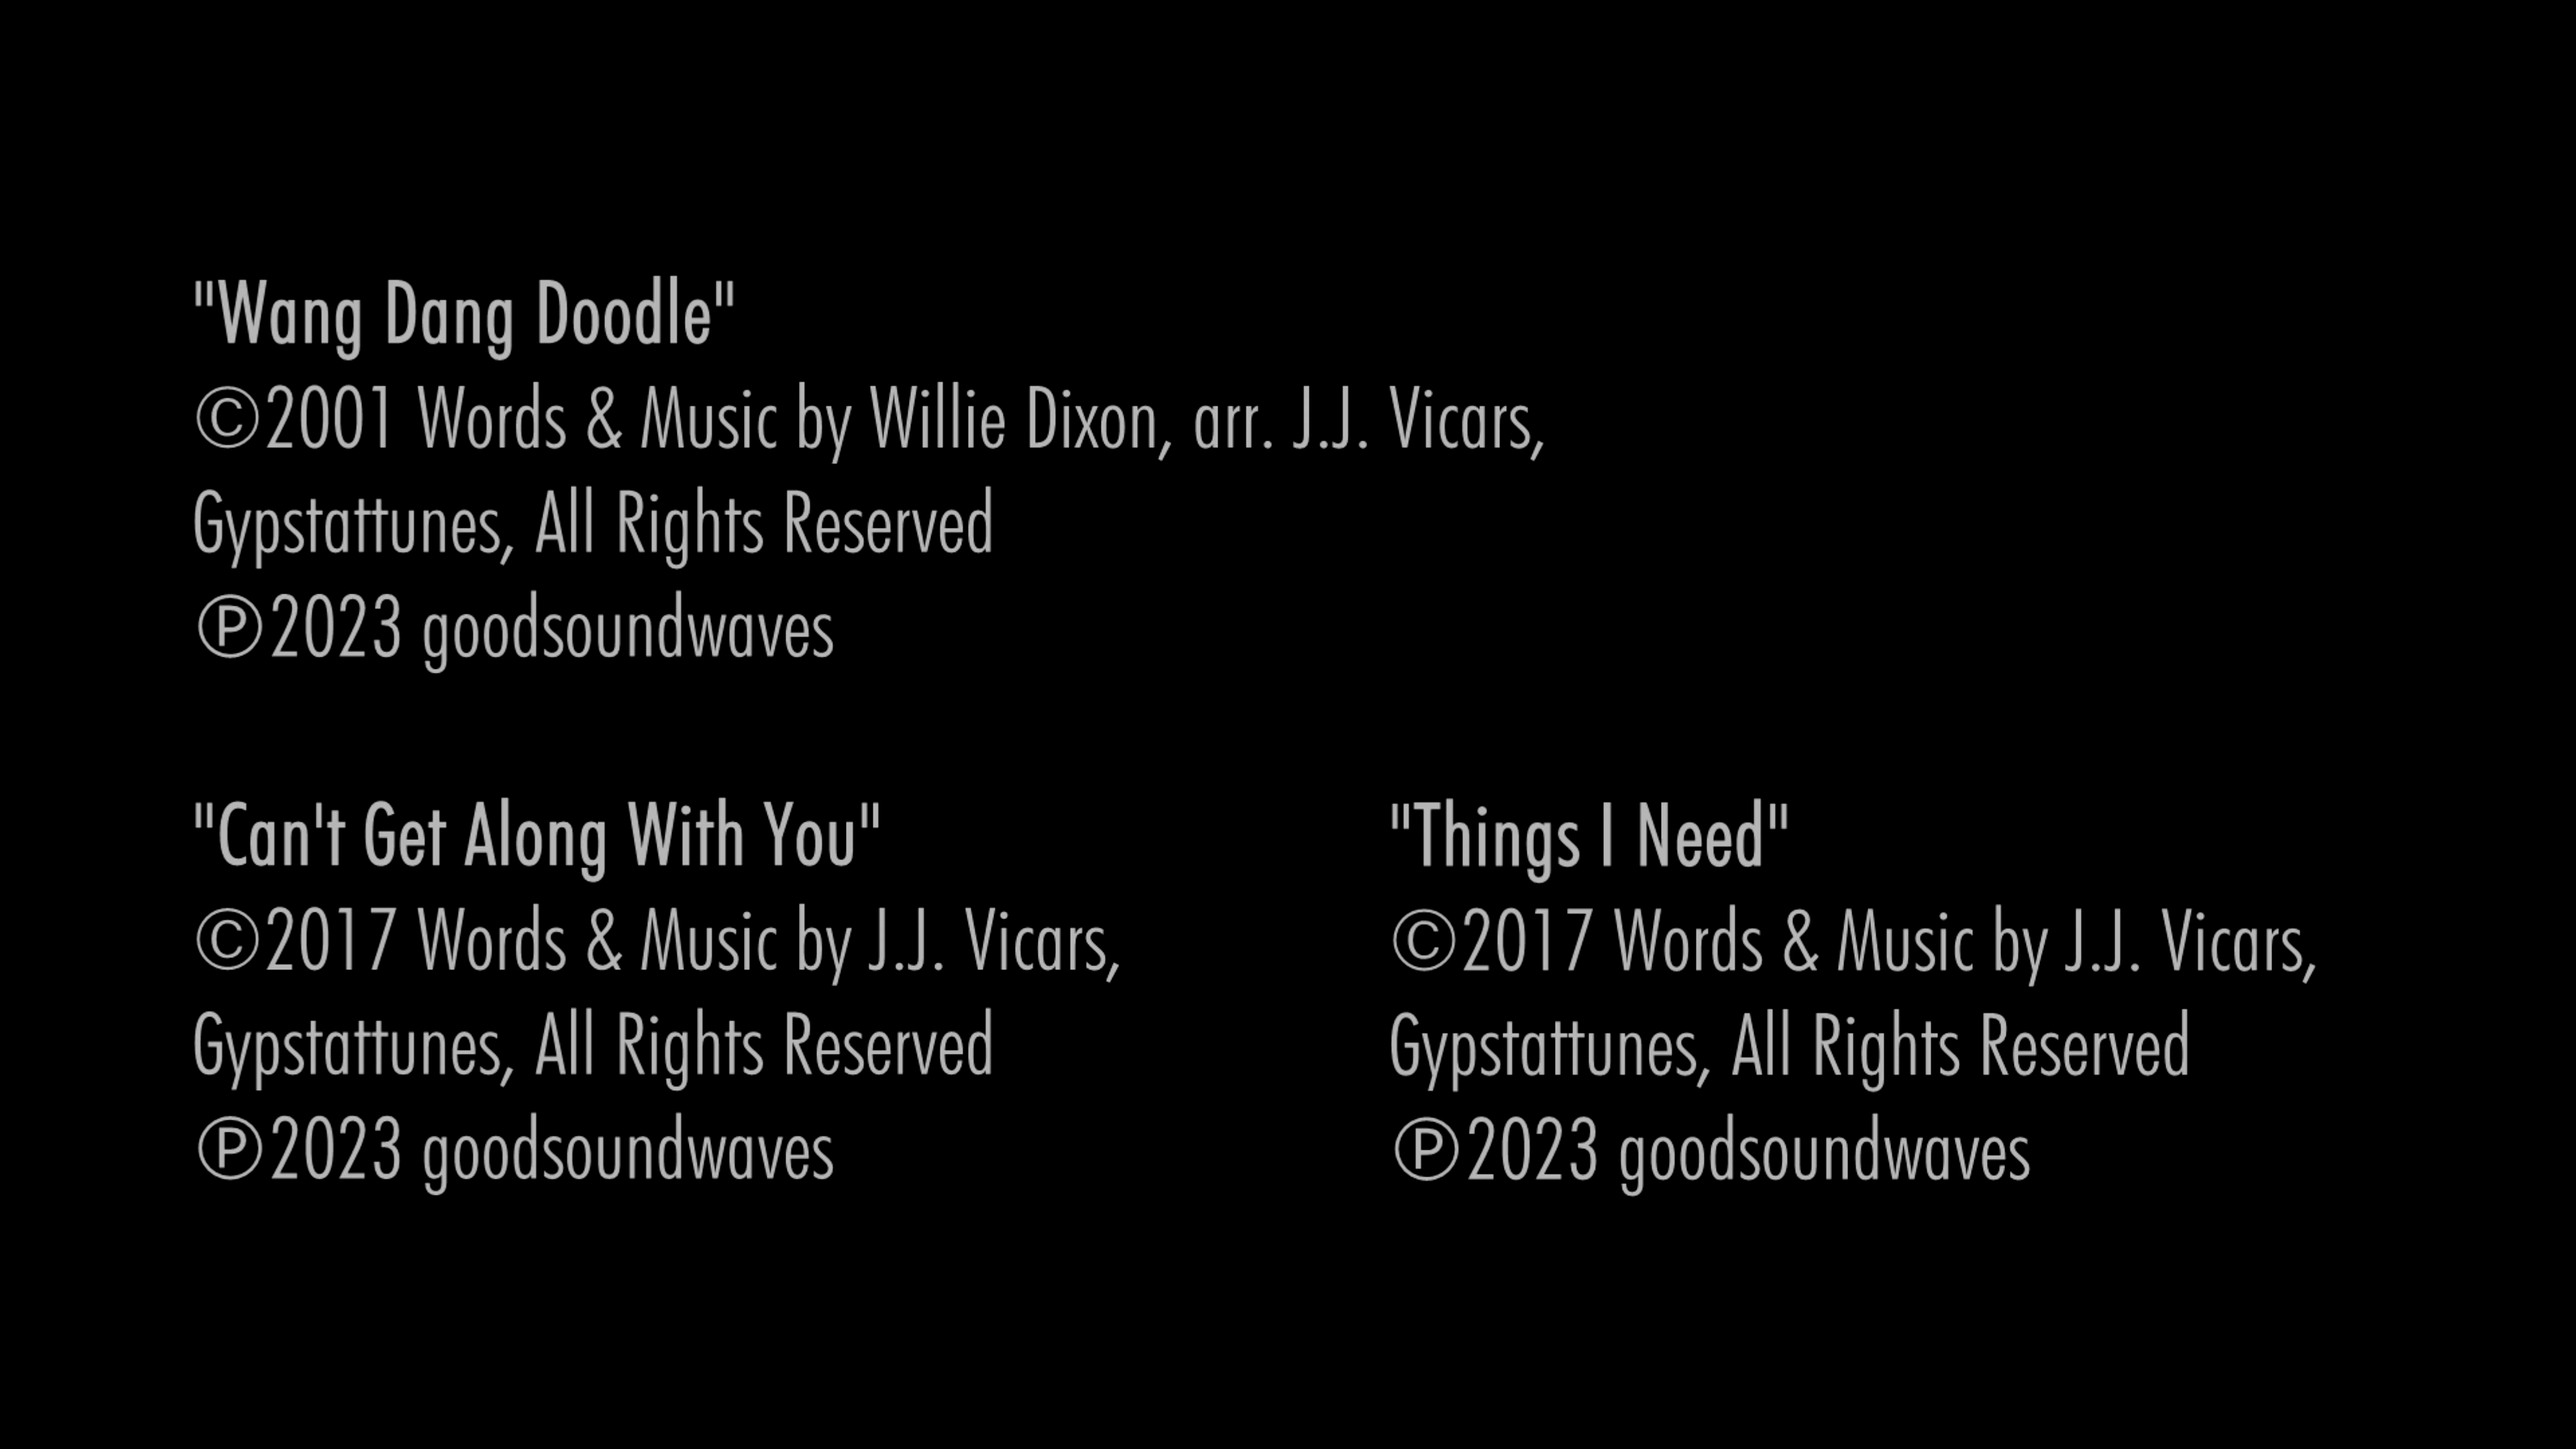 "Wang Dang Doodle"
©2001 Words & Music by Willie Dixon, arr. J.J. Vicars,
Gypstattunes, All Rights Reserved
℗2023 goodsoundwaves
"Can't Get Along With You"
©2017 Words & Music by J.J. Vicars,
Gypstattunes, All Rights Reserved
℗2023 goodsoundwaves
"Things I Need"
©2017 Words & Music by J.J. Vicars,
Gypstattunes, All Rights Reserved
℗2023 goodsoundwaves